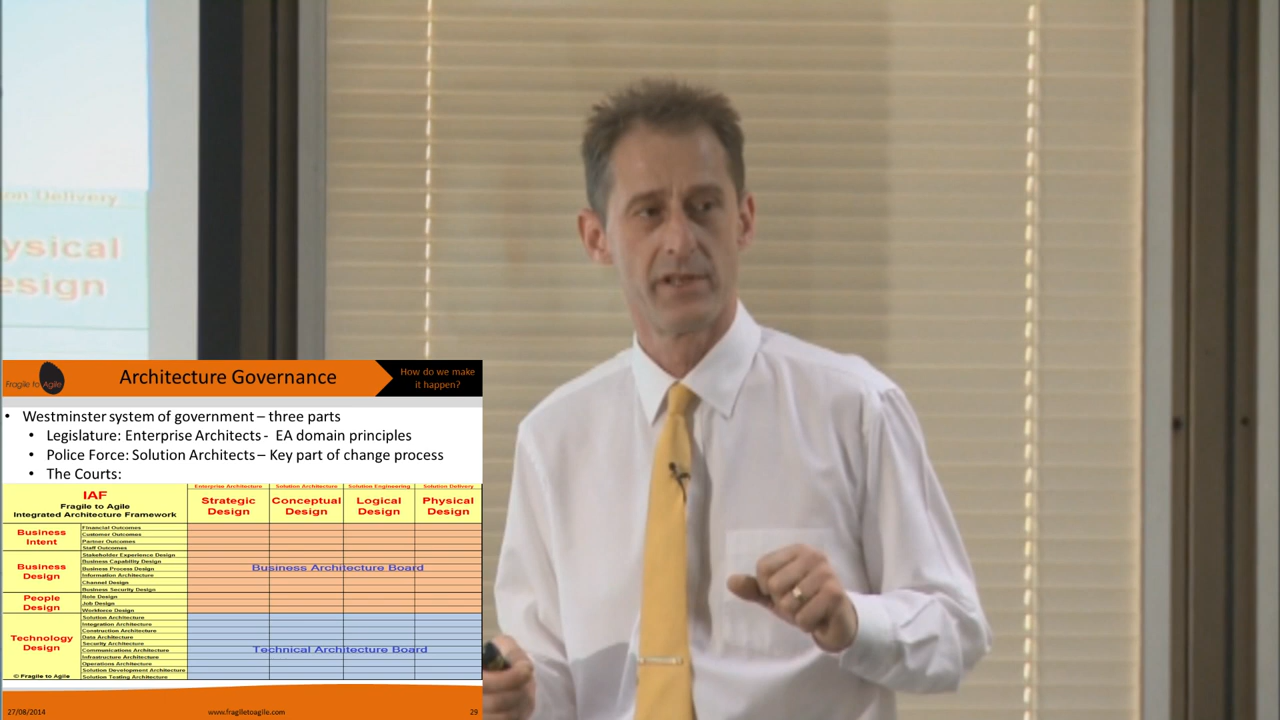 on Delivery
ysical
esign
Fragile to Agile
Architecture Governance
How do we make
it happen?
• Westminster system of government – three parts
• Legislature: Enterprise Architects - EA domain principles
• Police Force: Solution Architects – Key part of change process
• The Courts:
IAF
Fragile to Agile
Integrated Architecture Framework
Enterprise Architecture
Solution Architecture
Solution Engineering
Solution Delivery
Strategic
Design
Conceptual
Design
Logical
Design
Physical
Design
Business
Intent
Financial Outcomes
Customer Outcomes
Partner Outcomes
Staff Outcomes
Business
Design
Stakeholder Experience Design
Business Capability Design
Business Process Design
Information Architecture
Channel Design
Business Security Design
Business Architecture Board
People
Design
Role Design
Job Design
Workforce Design
Technology
Design
Solution Architecture
Integration Architecture
Construction Architecture
Data Architecture
Security Architecture
Communications Architecture
Infrastructure Architecture
Operations Architecture
Solution Development Architecture
Solution Testing Architecture
Technical Architecture Board
© Fragile to Agile
27/08/2014
www.fragiletoagile.com
29